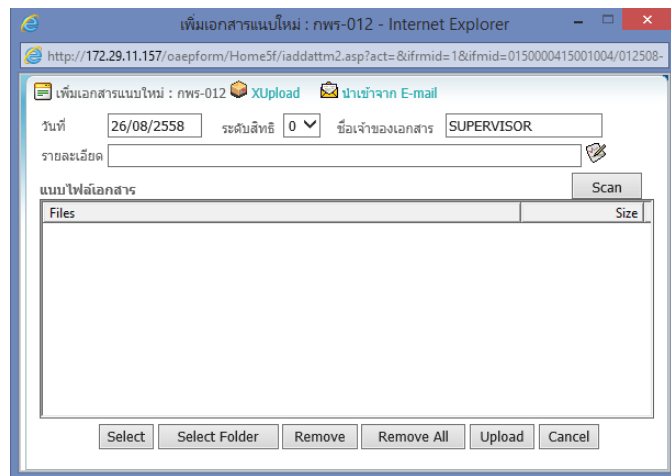 เพิ่มเอกสารแนบใหม่ : กพร-012 - Internet Explorer
http://172.29.11.157/oaepform/Home5f/iaddattm2.asp?act=&ifrmid=1&ifmid=0150000415001004/012508-
เพิ่มเอกสารแนบใหม่ : กพร-012 XUpload นำเข้าจาก E-mail
วันที่ 26/08/2558 ระดับสิทธิ 0 ชื่อเจ้าของเอกสาร SUPERVISOR
รายละเอียด
แนบไฟล์เอกสาร Scan
Files Size
Select Select Folder Remove Remove All Upload Cancel